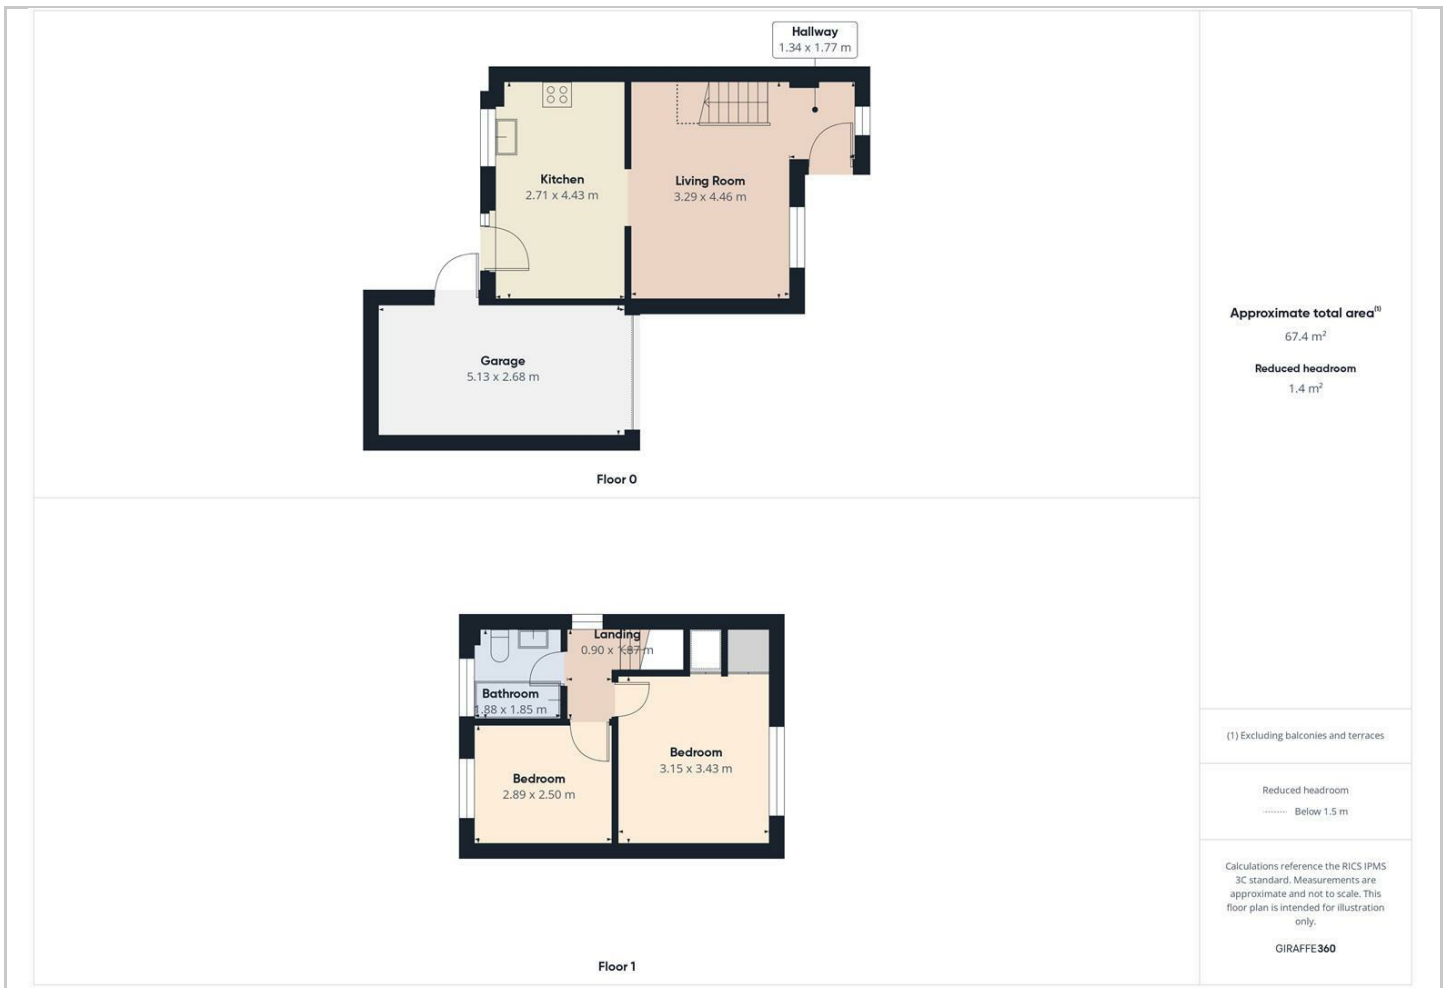 Hallway
1.34 x 1.77 m
Kitchen
2.71 x 4.43 m
Living Room
3.29 x 4.46 m
Garage
5.13 x 2.68 m
Floor 0
Landing
0.90 x 1.87 m
Bathroom
1.88 x 1.85 m
Bedroom
3.15 x 3.43 m
Bedroom
2.89 x 2.50 m
Floor 1
Approximate total area(1)
67.4 m²
Reduced headroom
1.4 m²
(1) Excluding balconies and terraces
Reduced headroom
Below 1.5 m
Calculations reference the RICS IPMS
3C standard. Measurements are
approximate and not to scale. This
floor plan is intended for illustration
only.
GIRAFFE360